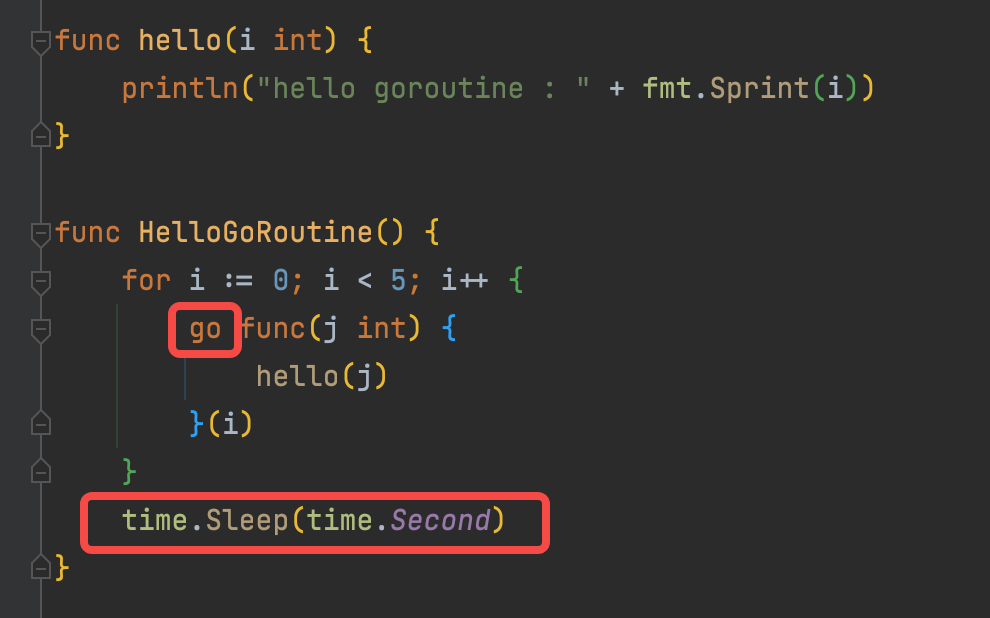 func hello(i int) {
    println("hello goroutine : " + fmt.Sprint(i))
}
func HelloGoRoutine() {
    for i := 0; i < 5; i++ {
        go func(j int) {
            hello(j)
        }(i)
    }
    time.Sleep(time.Second)
}